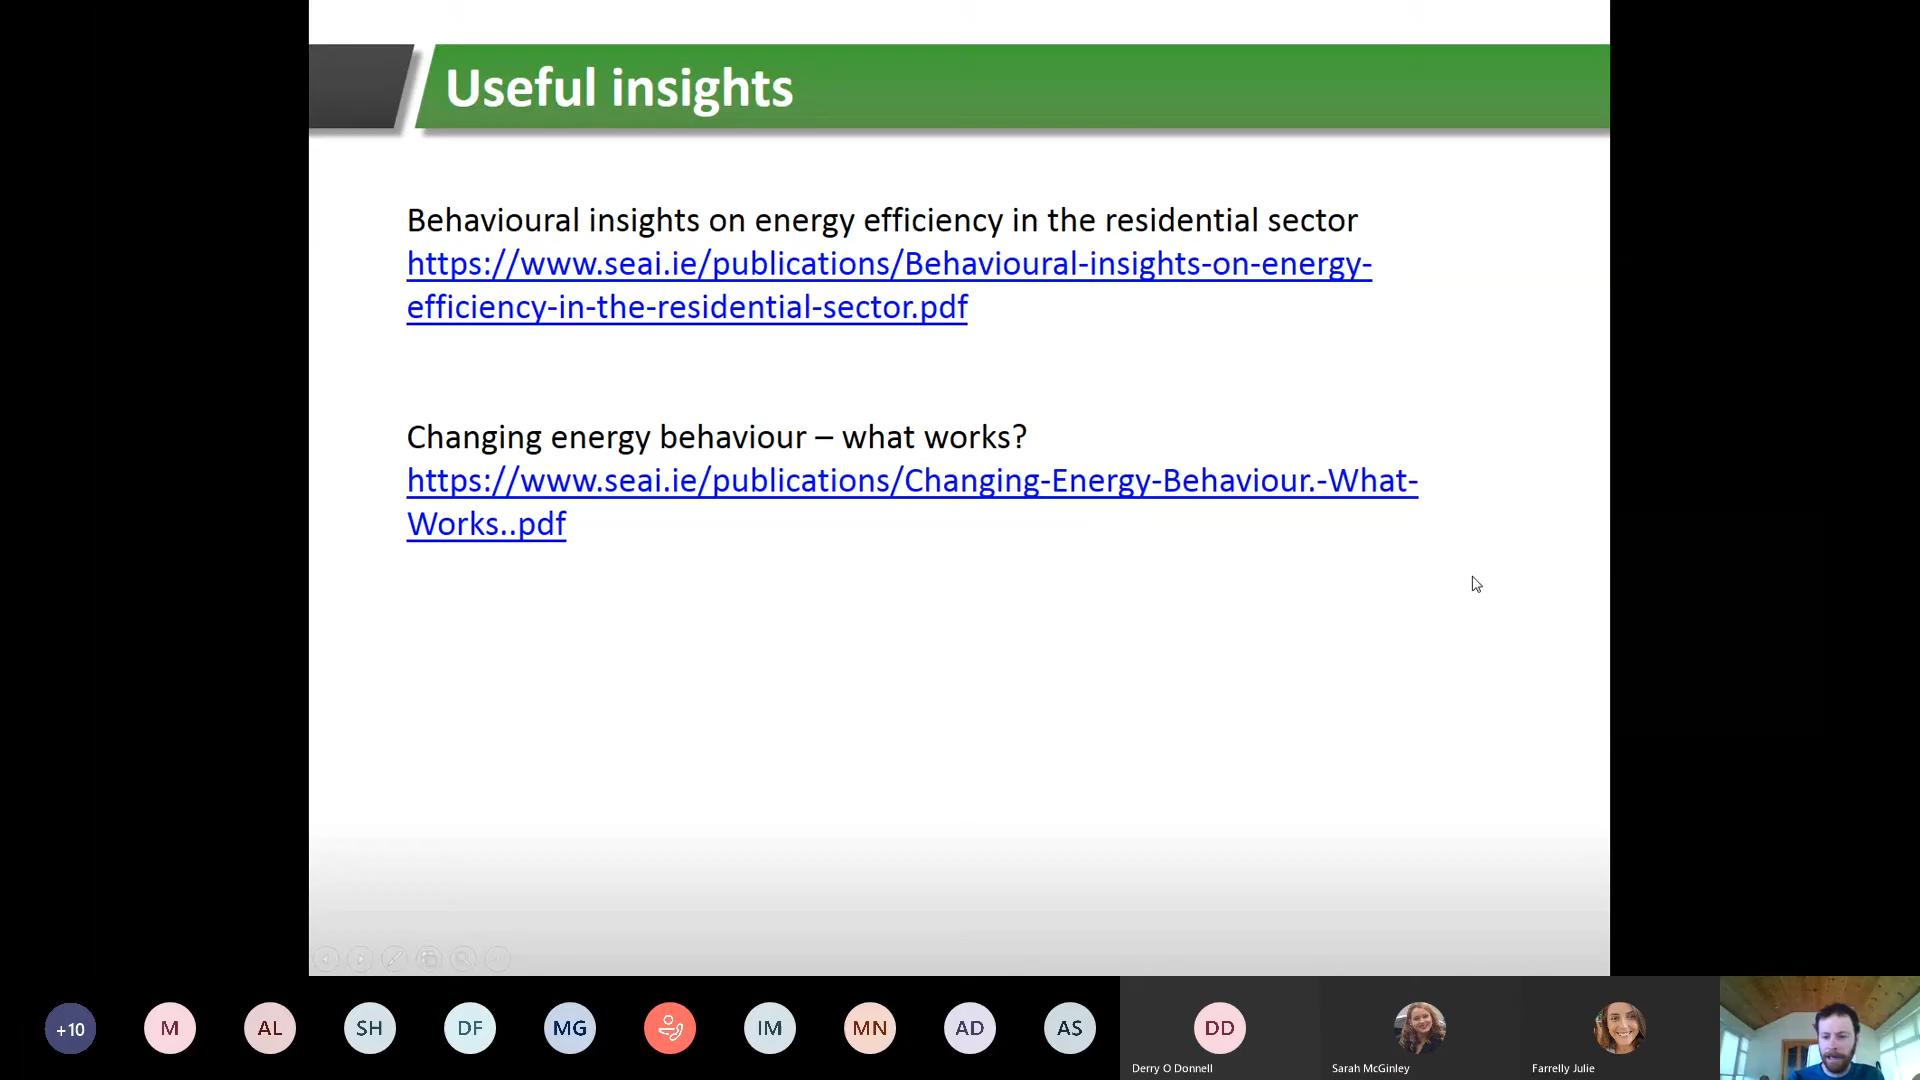 Useful insights
Behavioural insights on energy efficiency in the residential sector
https://www.seai.ie/publications/Behavioural-insights-on-energy-
efficiency-in-the-residential-sector.pdf
Changing energy behaviour – what works?
https://www.seai.ie/publications/Changing-Energy-Behaviour.-What-
Works..pdf
+10
M
AL
SH
DF
MG
IM
MN
AD
AS
DD
Derry O Donnell
Sarah McGinley
Farrelly Julie